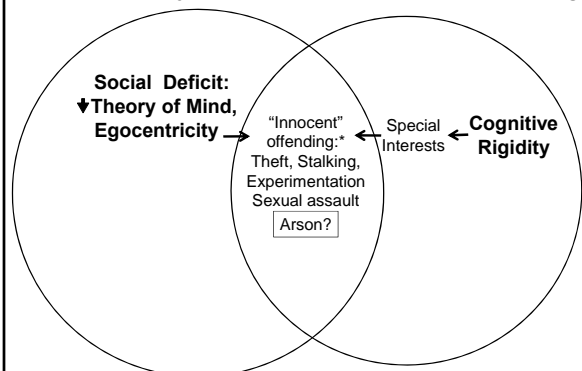 Social Deficit:
↓Theory of Mind,
Egocentricity
"Innocent"
offending:*
Theft, Stalking,
Experimentation
Sexual assault
Arson?
Special
Interests
Cognitive
Rigidity